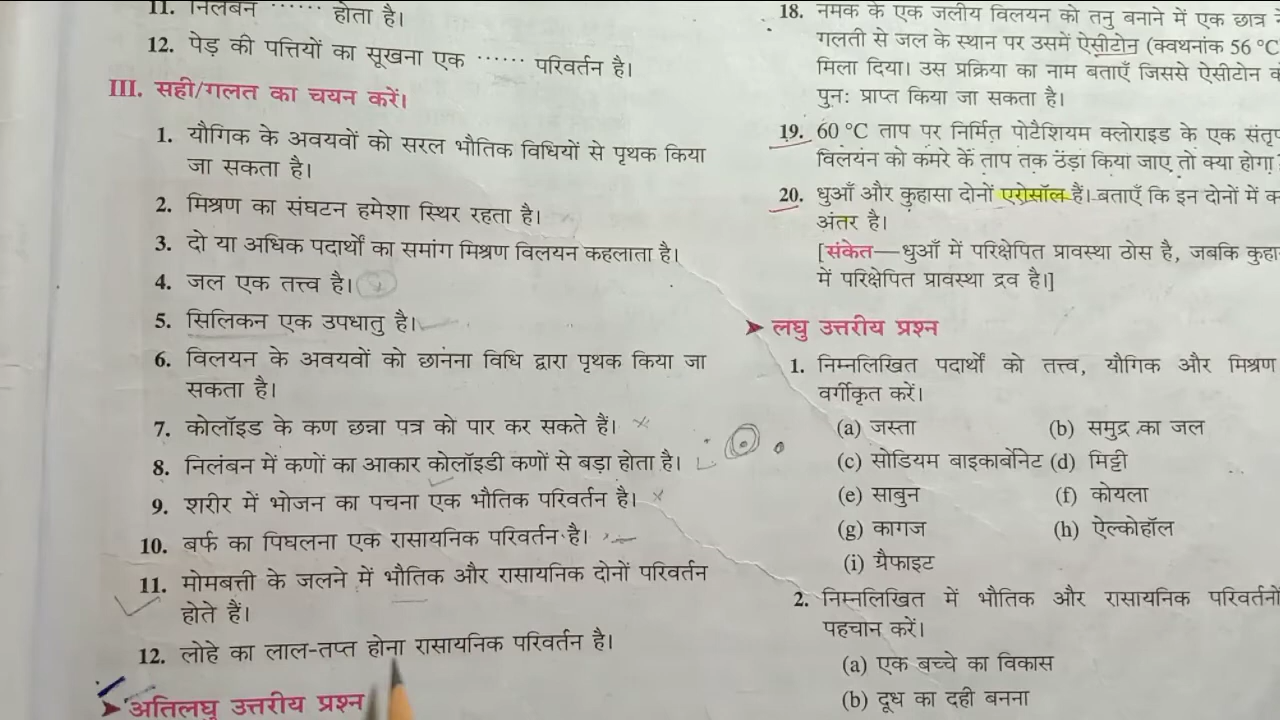 11. निलंबन ······ होता है।
12. पेड़ की पत्तियों का सूखना एक ······ परिवर्तन है।
III. सही/गलत का चयन करें।
1. यौगिक के अवयवों को सरल भौतिक विधियों से पृथक किया
जा सकता है।
2. मिश्रण का संघटन हमेशा स्थिर रहता है।
3. दो या अधिक पदार्थों का समांग मिश्रण विलयन कहलाता है।
4. जल एक तत्त्व है।
5. सिलिकन एक उपधातु है।
6. विलयन के अवयवों को छानना विधि द्वारा पृथक किया जा
सकता है।
7. कोलॉइड के कण छन्ना पत्र को पार कर सकते हैं।
8. निलंबन में कणों का आकार कोलॉइडी कणों से बड़ा होता है।
9. शरीर में भोजन का पचना एक भौतिक परिवर्तन है।
10. बर्फ का पिघलना एक रासायनिक परिवर्तन है।
11. मोमबत्ती के जलने में भौतिक और रासायनिक दोनों परिवर्तन
होते हैं।
12. लोहे का लाल-तप्त होना रासायनिक परिवर्तन है।
अतिलघु उत्तरीय प्रश्न
18. नमक के एक जलीय विलयन को तनु बनाने में एक छात्र
गलती से जल के स्थान पर उसमें ऐसीटोन (क्वथनांक 56 °C
मिला दिया। उस प्रक्रिया का नाम बताएँ जिससे ऐसीटोन
पुनः प्राप्त किया जा सकता है।
19. 60 °C ताप पर निर्मित पोटैशियम क्लोराइड के एक
विलयन को कमरे के ताप तक ठंढ़ा किया जाए तो क्या होगा
20. धुआँ और कुहासा दोनों एरोसॉल हैं। बताएँ कि इन दोनों में
अंतर है।
[संकेत—धुआँ में परिक्षेपित प्रावस्था ठोस है, जबकि
में परिक्षेपित प्रावस्था द्रव है।]
➤ लघु उत्तरीय प्रश्न
1. निम्नलिखित पदार्थों को तत्त्व, यौगिक और मिश्रण
वर्गीकृत करें।
(a) जस्ता (b) समुद्र का जल
(c) सोडियम बाइकार्बोनेट (d) मिट्टी
(e) साबुन (f) कोयला
(g) कागज (h) ऐल्कोहॉल
(i) ग्रैफाइट
2. निम्नलिखित में भौतिक और रासायनिक परिवर्तनों
पहचान करें।
(a) एक बच्चे का विकास
(b) दूध का दही बनना